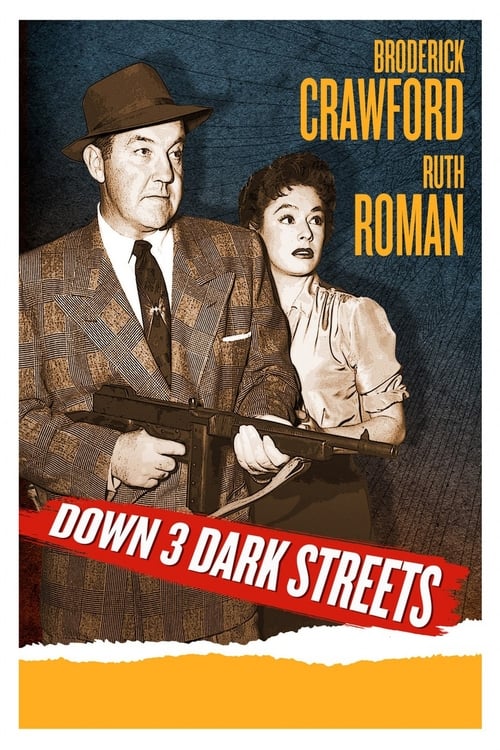 BRODERICK
CRAWFORD
RUTH
ROMAN
DOWN 3 DARK STREETS